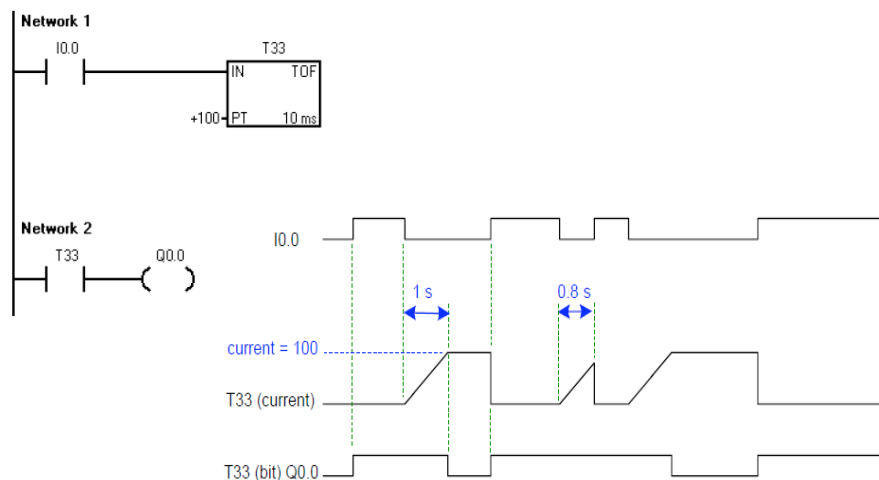 Network 1
I0.0
T33
IN TOF
+100 PT 10 ms
Network 2
T33 Q0.0
I0.0
1 s 0.8 s
current = 100
T33 (current)
T33 (bit) Q0.0